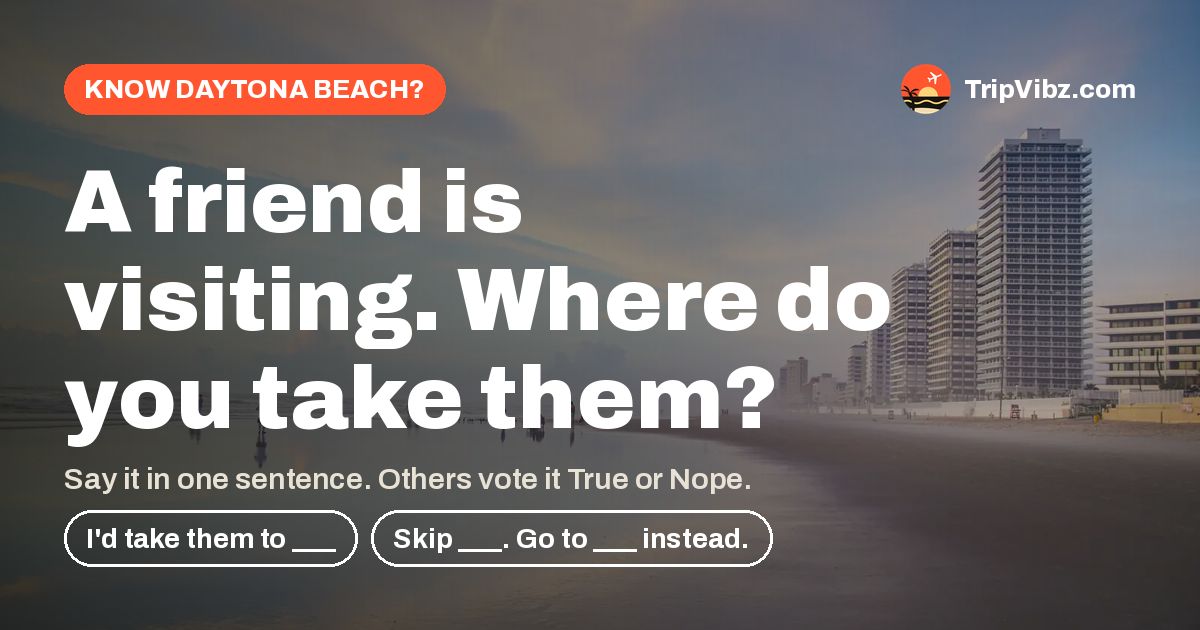 KNOW DAYTONA BEACH?
TripVibz.com
A friend is
visiting. Where do
you take them?
Say it in one sentence. Others vote it True or Nope.
I'd take them to ___
Skip ___. Go to ___ instead.